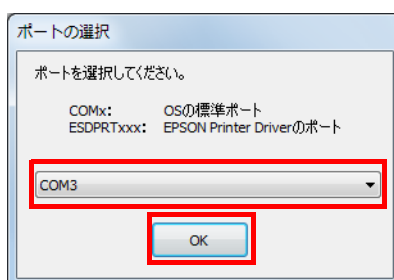 ポートの選択
ポートを選択してください。
COMx: OSの標準ポート
ESDPRTxxx: EPSON Printer Driverのポート
COM3
OK